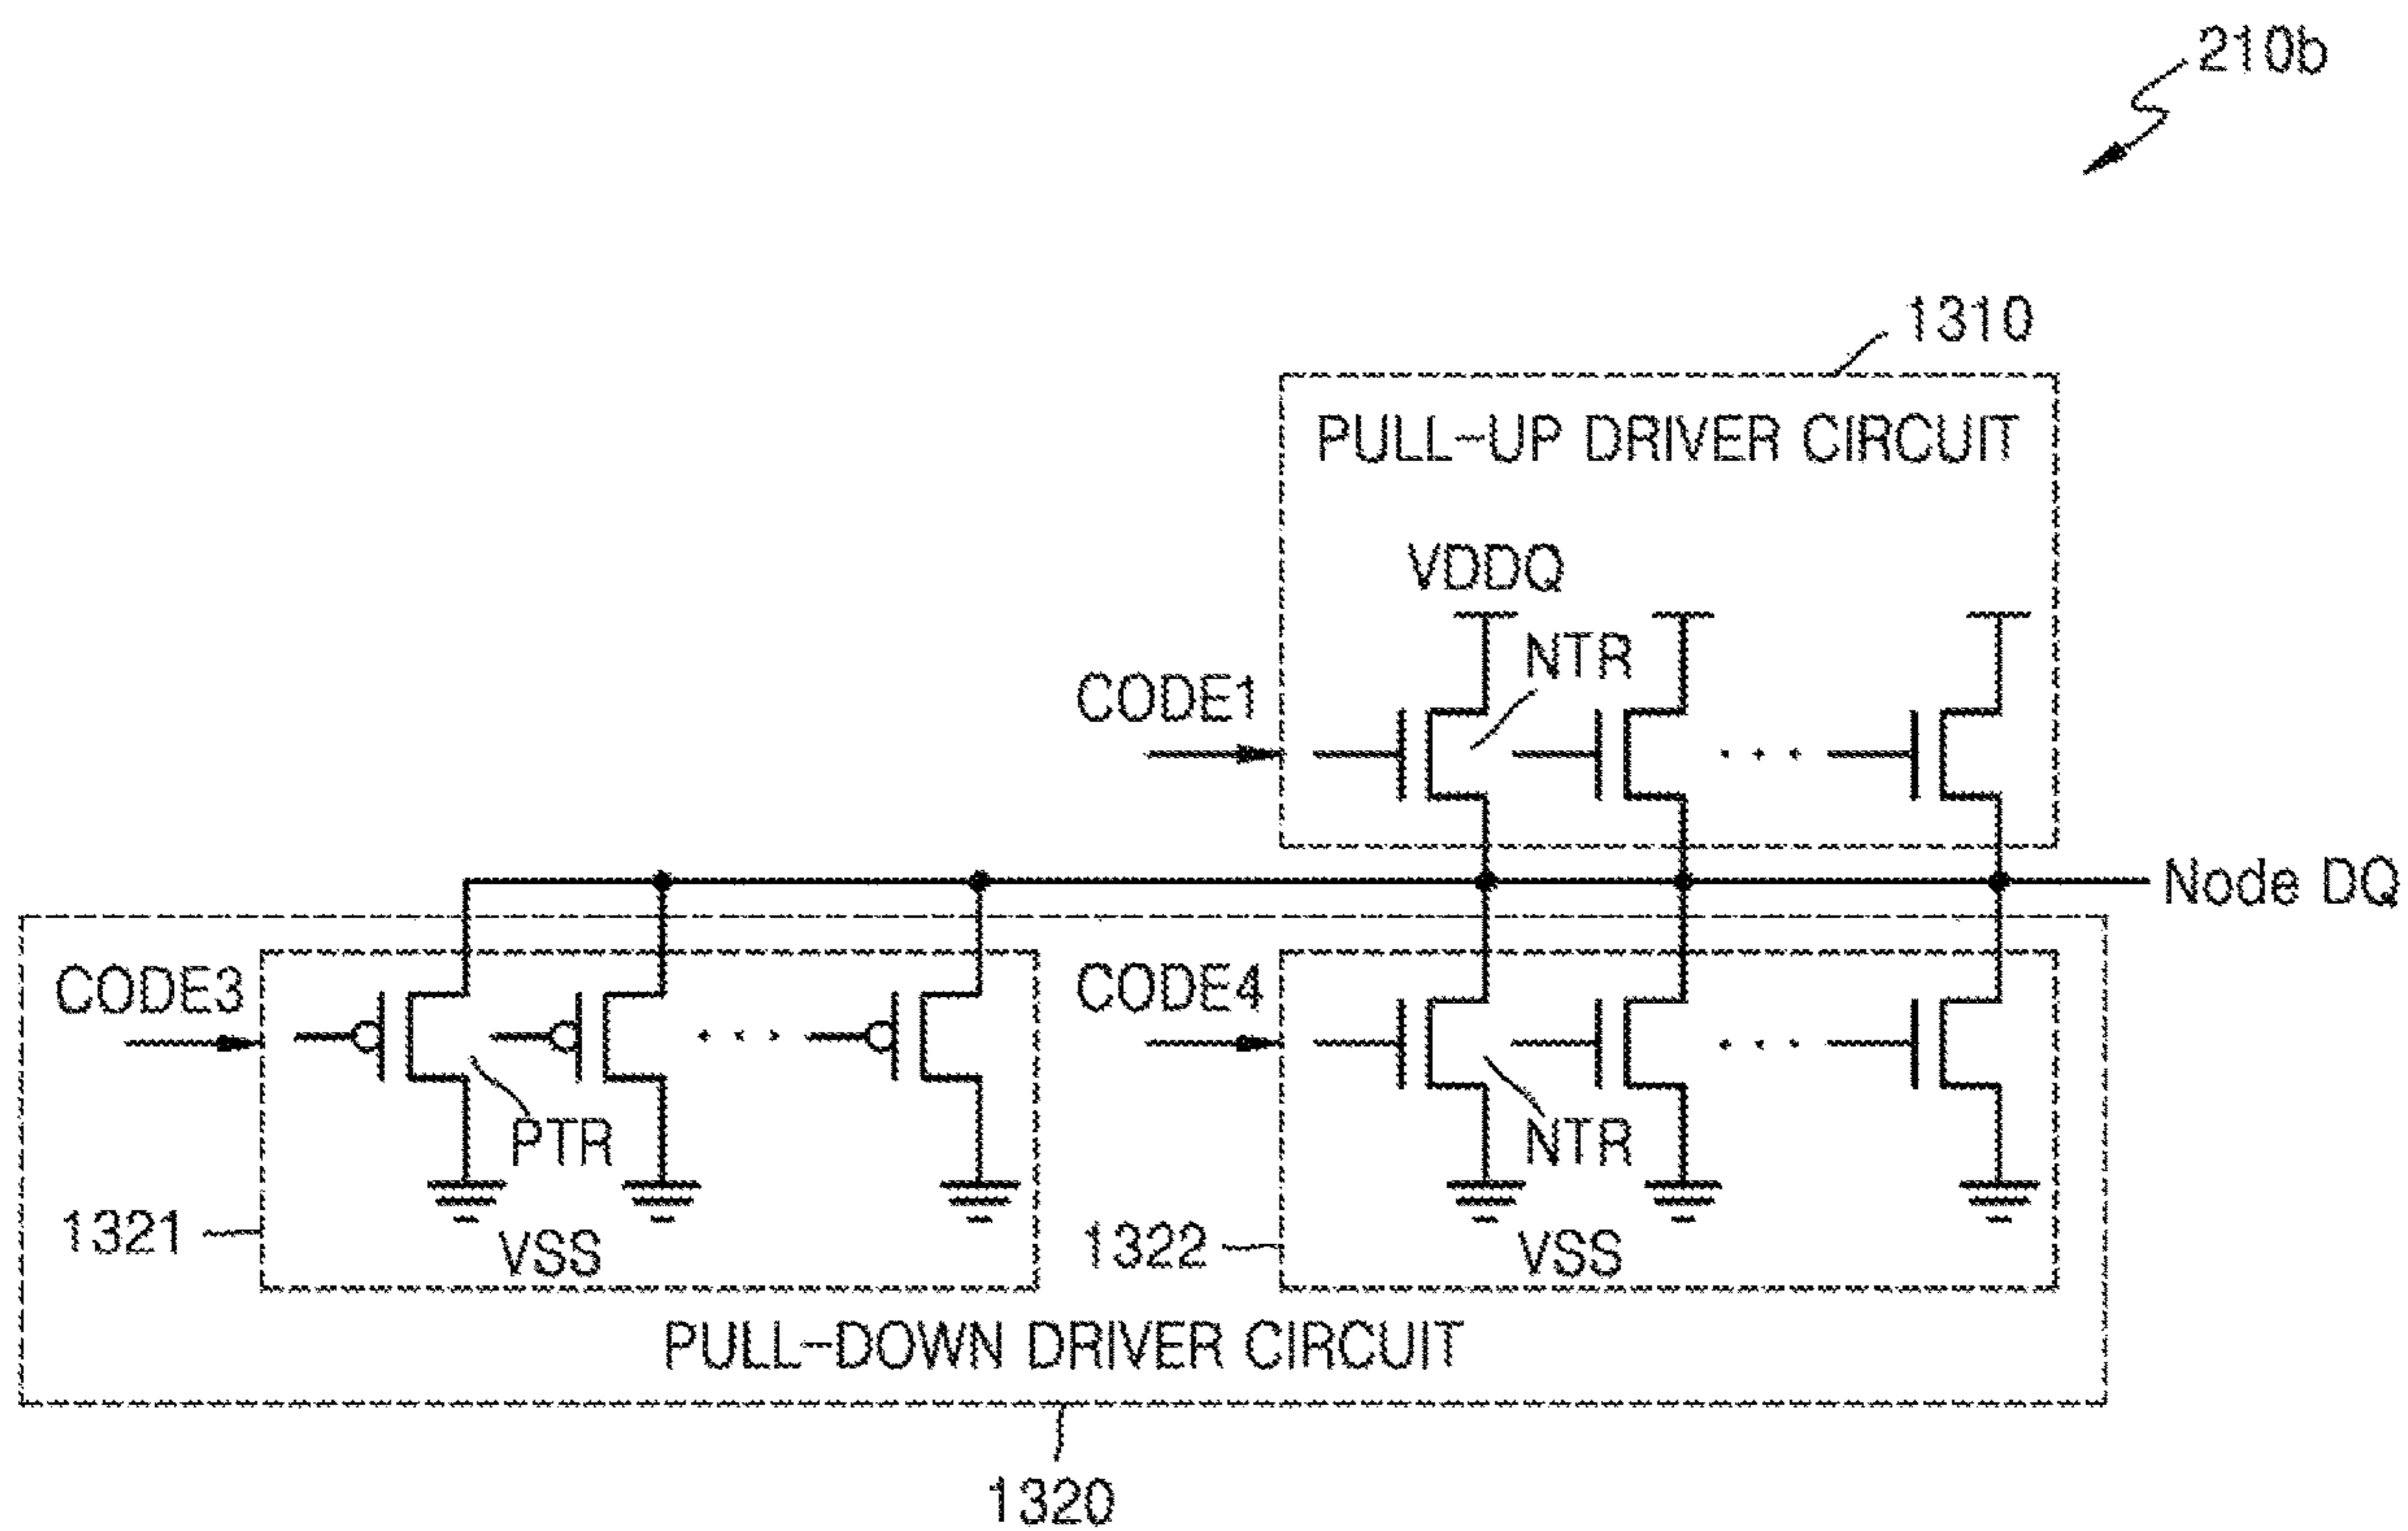 210b
1310
PULL-UP DRIVER CIRCUIT
VDDQ
NTR
CODE1
Node DQ
CODE3
CODE4
PTR
NTR
1321
VSS
1322
VSS
PULL-DOWN DRIVER CIRCUIT
1320